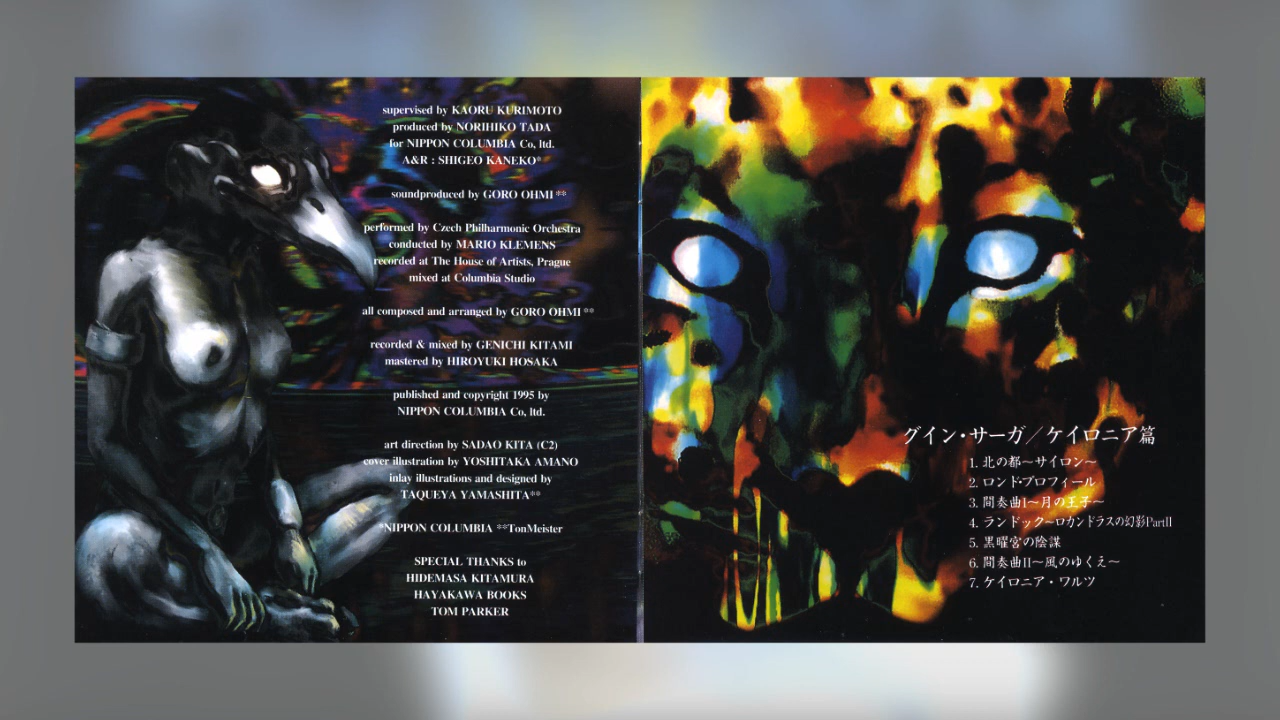 supervised by KAORU KURIMOTO
produced by NORIHIKO TADA
for NIPPON COLUMBIA Co, ltd.
A&R : SHIGEO KANEKO*
soundproduced by GORO OHMI**
performed by Czech Philharmonic Orchestra
conducted by MARIO KLEMENS
recorded at The House of Artists, Prague
mixed at Columbia Studio
all composed and arranged by GORO OHMI**
recorded & mixed by GENICHI KITAMI
mastered by HIROYUKI HOSAKA
published and copyright 1995 by
NIPPON COLUMBIA Co, ltd.
art direction by SADAO KITA (C2)
cover illustration by YOSHITAKA AMANO
inlay illustrations and designed by
TAQUEYA YAMASHITA**
*NIPPON COLUMBIA **TonMeister
SPECIAL THANKS to
HIDEMASA KITAMURA
HAYAKAWA BOOKS
TOM PARKER
グイン・サーガ／ケイロニア篇
1. 北の都〜サイロン〜
2. ロンド・プロフィール
3. 間奏曲I〜月の王子〜
4. ランドック〜ロカンドラスの幻影PartII
5. 黒曜宮の陰謀
6. 間奏曲II〜風のゆくえ〜
7. ケイロニア・ワルツ